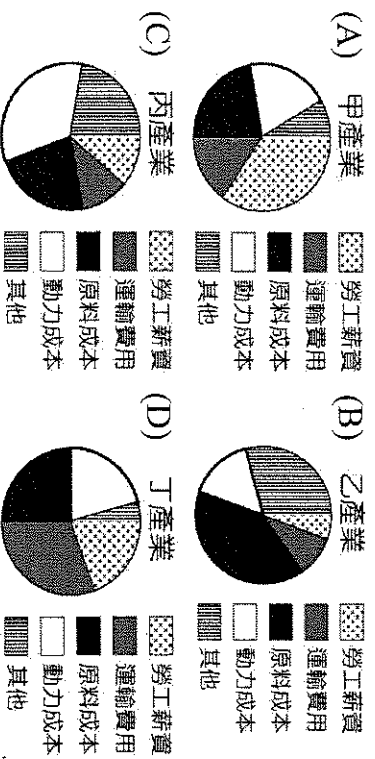 (A) 甲產業
勞工薪資
運輸費用
原料成本
動力成本
其他
(B) 乙產業
勞工薪資
運輸費用
原料成本
動力成本
其他
(C) 丙產業
勞工薪資
運輸費用
原料成本
動力成本
其他
(D) 丁產業
勞工薪資
運輸費用
原料成本
動力成本
其他